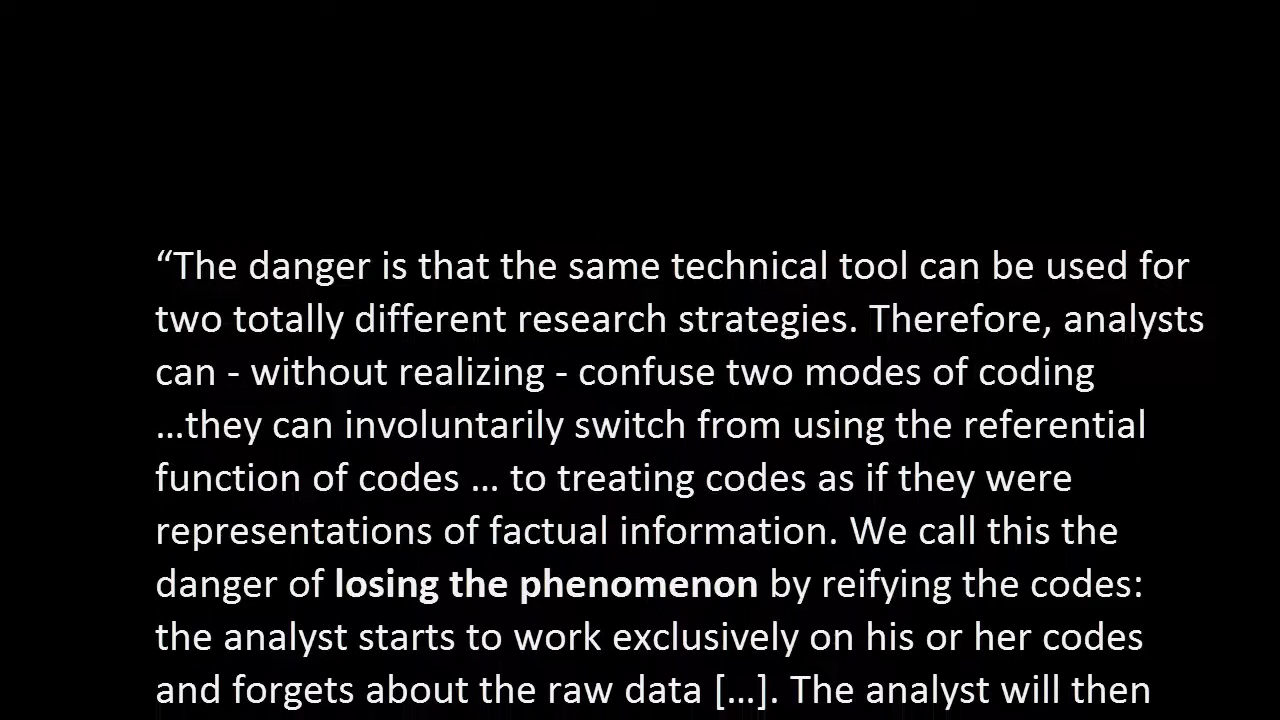 “The danger is that the same technical tool can be used for
two totally different research strategies. Therefore, analysts
can - without realizing - confuse two modes of coding
…they can involuntarily switch from using the referential
function of codes … to treating codes as if they were
representations of factual information. We call this the
danger of losing the phenomenon by reifying the codes:
the analyst starts to work exclusively on his or her codes
and forgets about the raw data […]. The analyst will then